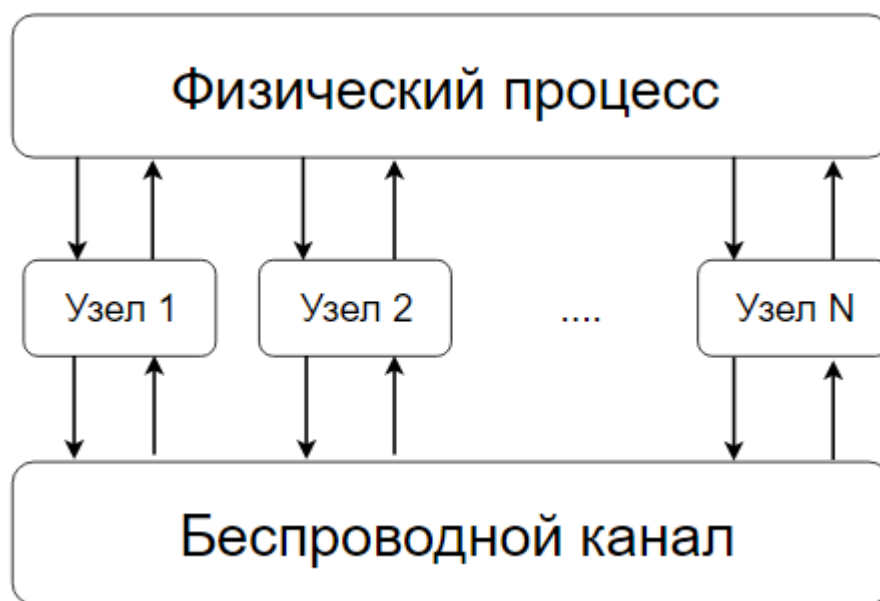 Физический процесс
Узел 1
Узел 2
....
Узел N
Беспроводной канал